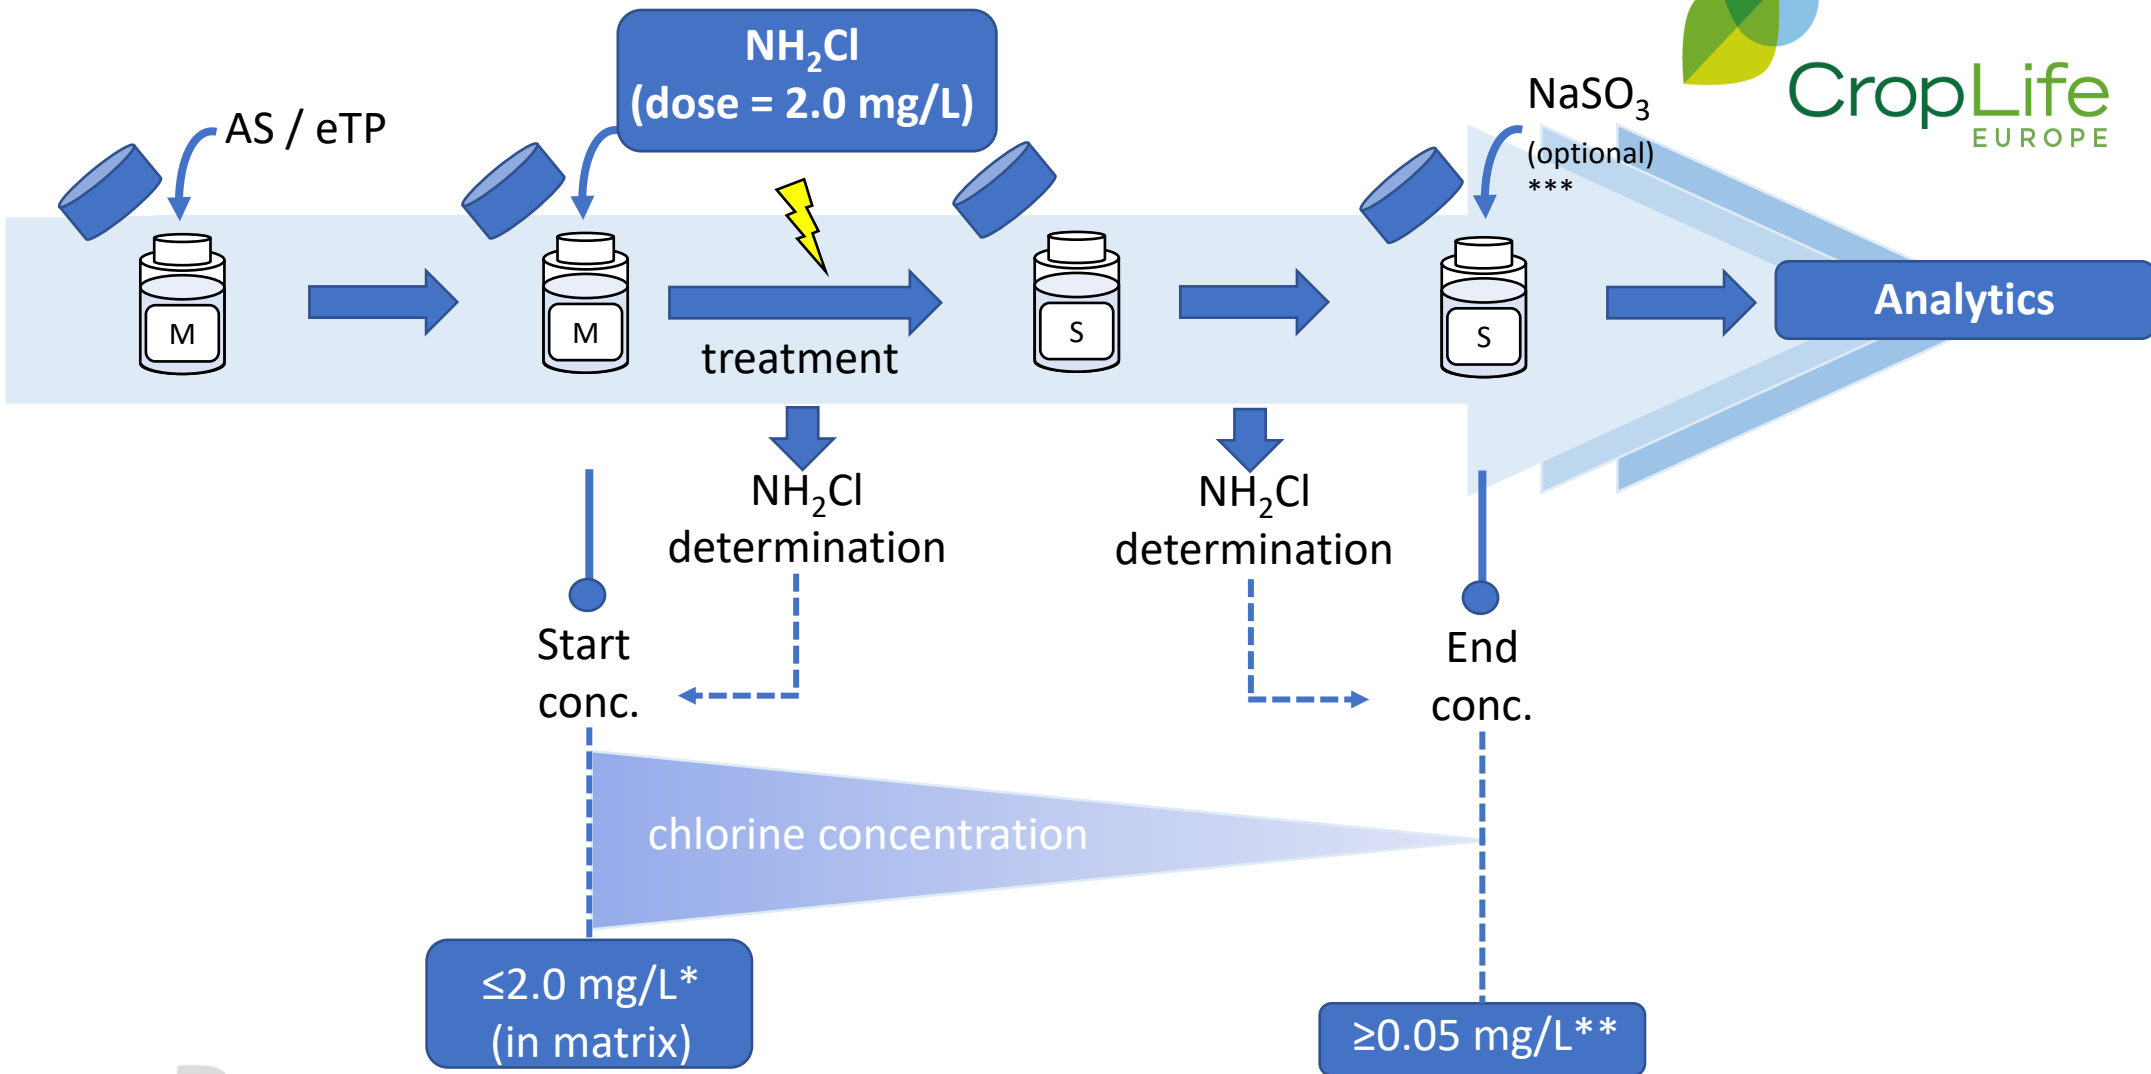 NH₂Cl
(dose = 2.0 mg/L)
CropLife
EUROPE
AS / eTP
NaSO₃
(optional)
***
M
M
S
S
Analytics
treatment
NH₂Cl
determination
NH₂Cl
determination
Start
conc.
End
conc.
chlorine concentration
≤2.0 mg/L*
(in matrix)
≥0.05 mg/L**